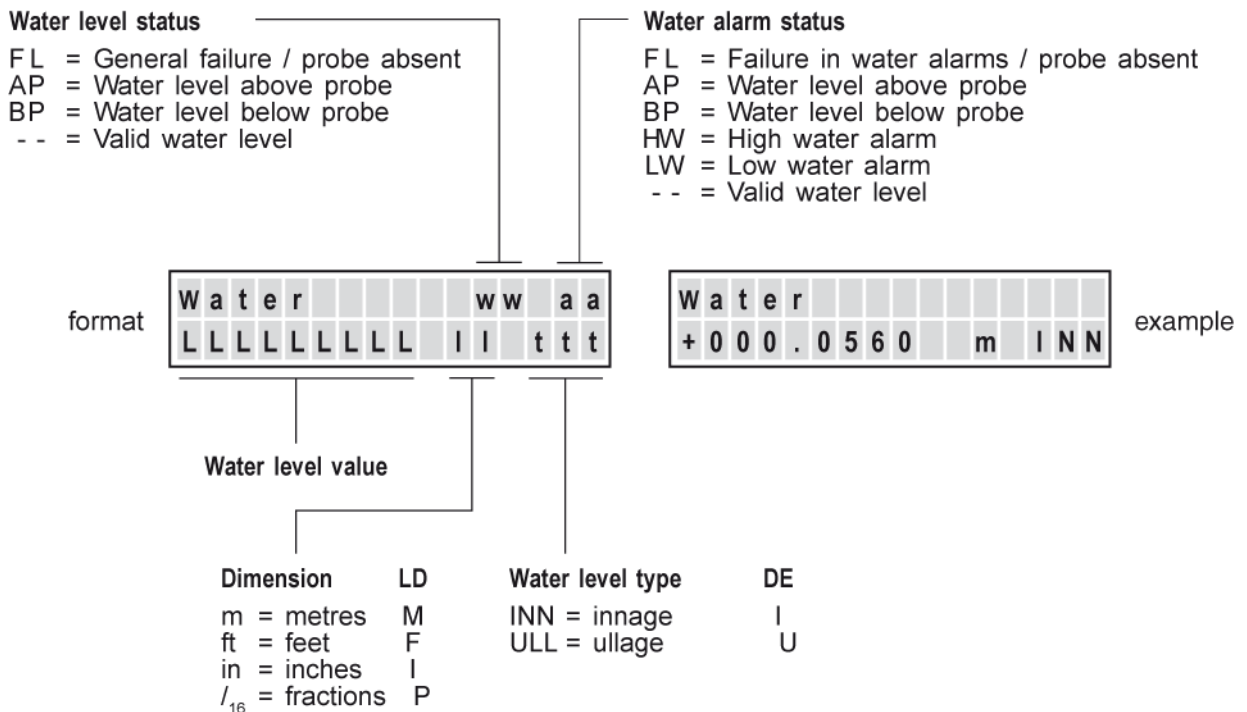 Water level status
FL = General failure / probe absent
AP = Water level above probe
BP = Water level below probe
- - = Valid water level
Water alarm status
FL = Failure in water alarms / probe absent
AP = Water level above probe
BP = Water level below probe
HW = High water alarm
LW = Low water alarm
- - = Valid water level
format
Water ww aa
LLLLLLLLL ll ttt
Water
+000.0560 m INN
example
Water level value
Dimension LD
m = metres M
ft = feet F
in = inches I
/16 = fractions P
Water level type DE
INN = innage I
ULL = ullage U